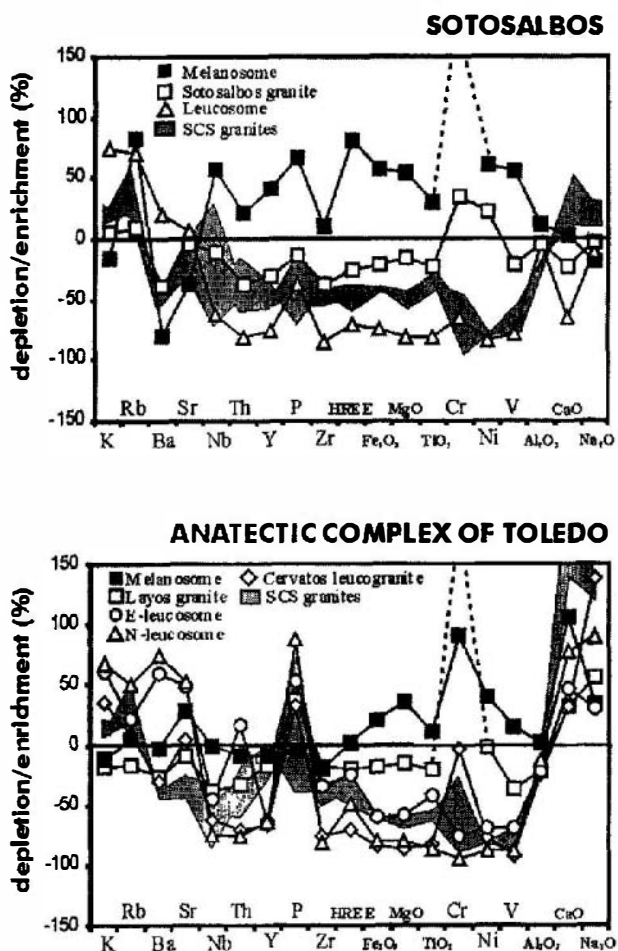 SOTOSALBOS
depletion/enrichment (%)
150
100
50
0
-50
-100
-150
Melanosome
Sotosalbos granite
Leucosome
SCS granites
Rb Sr Th P HREE MgO Cr V CaO
K Ba Nb Y Zr Fe₂O₃ TiO₂ Ni Al₂O₃ Na₂O
ANATECTIC COMPLEX OF TOLEDO
depletion/enrichment (%)
150
100
50
0
-50
-100
-150
Melanosome Cervatos leucogranite
Layos granite SCS granites
E-leucosome
N-leucosome
Rb Sr Th P HREE MgO Cr V CaO
K Ba Nb Y Zr Fe₂O₃ TiO₂ Ni Al₂O₃ Na₂O